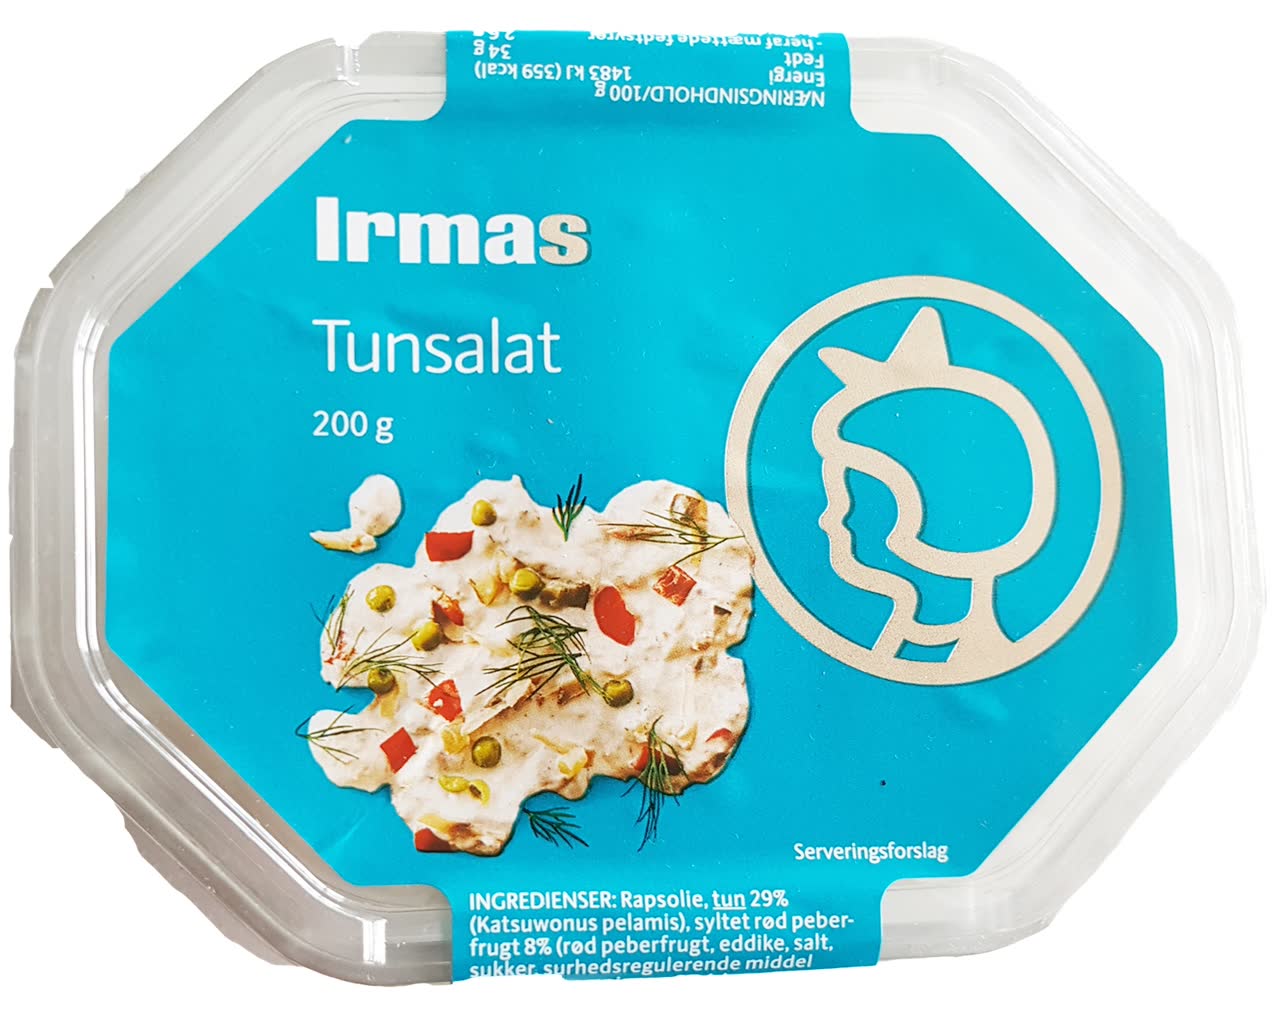 NÆRINGSINDHOLD/100 g
Energi 1483 kJ (359 kcal)
Fedt 34 g
-heraf mættede fedtsyrer
Irmas
Tunsalat
200 g
Serveringsforslag
INGREDIENSER: Rapsolie, tun 29%
(Katsuwonus pelamis), syltet rød peber-
frugt 8% (rød peberfrugt, eddike, salt,
sukker, surhedsregulerende middel